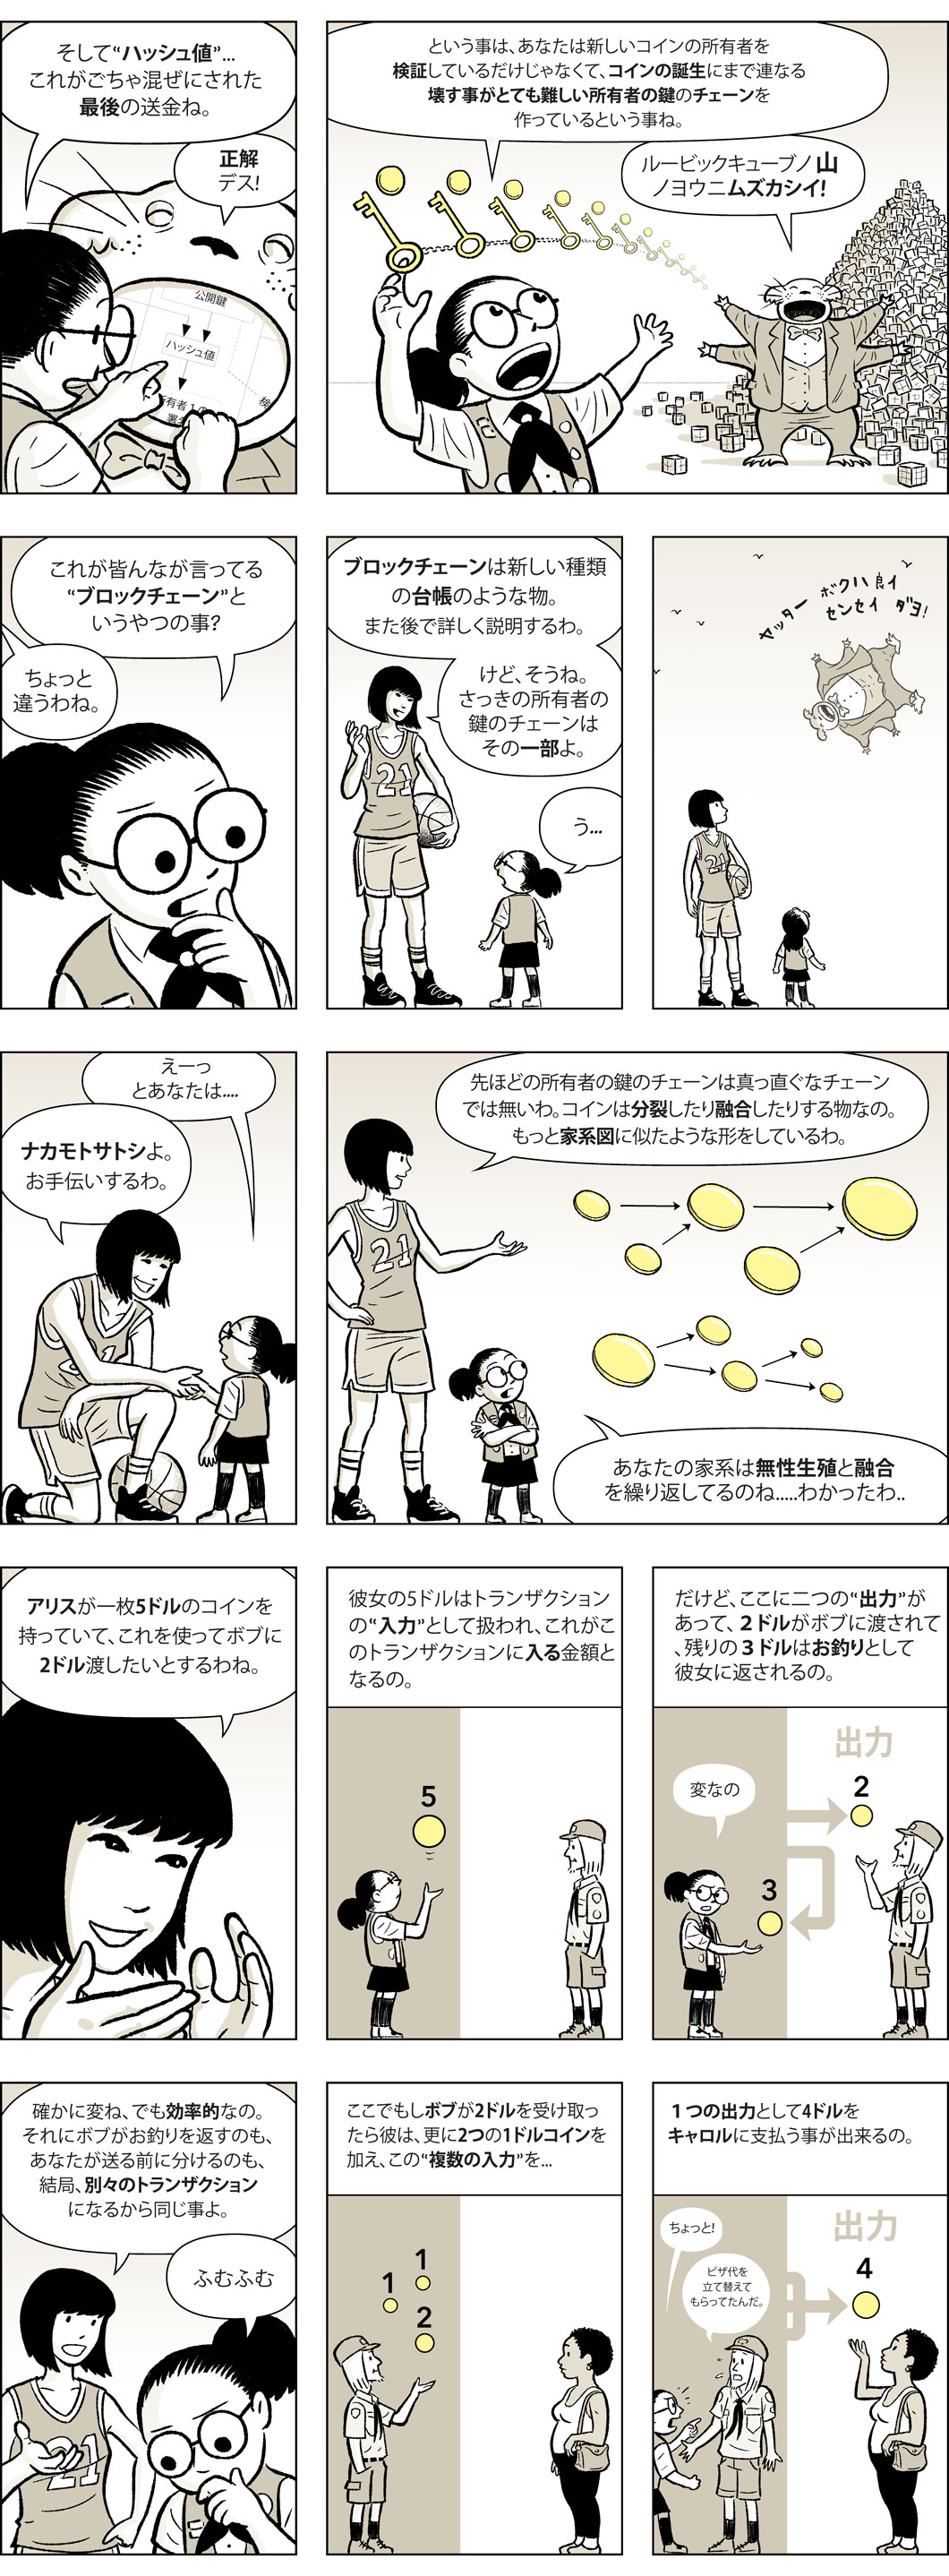 そして“ハッシュ値”...
これがごちゃ混ぜにされた
最後の送金ね。
正解
デス!
公開鍵
ハッシュ値
という事は、あなたは新しいコインの所有者を
検証しているだけじゃなくて、コインの誕生にまで連なる
壊す事がとても難しい所有者の鍵のチェーンを
作っているという事ね。
ルービックキューブノ山
ノヨウニムズカシイ!
これが皆んなが言ってる
“ブロックチェーン”と
いうやつの事?
ちょっと
違うわね。
ブロックチェーンは新しい種類
の台帳のような物。
また後で詳しく説明するわ。
けど、そうね。
さっきの所有者の
鍵のチェーンは
その一部よ。
21
う...
ヤッター
ボクハ良イ
センセイ ダヨ!
21
えーっ
とあなたは....
ナカモトサトシよ。
お手伝いするわ。
先ほどの所有者の鍵のチェーンは真っ直ぐなチェーン
では無いわ。コインは分裂したり融合したりする物なの。
もっと家系図に似たような形をしているわ。
21
あなたの家系は無性生殖と融合
を繰り返してるのね.....わかったわ..
アリスが一枚5ドルのコインを
持っていて、これを使ってボブに
2ドル渡したいとするわね。
彼女の5ドルはトランザクション
の“入力”として扱われ、これがこ
のトランザクションに入る金額と
なるの。
5
だけど、ここに二つの“出力”が
あって、２ドルがボブに渡されて
、残りの３ドルはお釣りとして
彼女に返されるの。
出力
変なの
2
3
確かに変ね、でも効率的なの。
それにボブがお釣りを返すのも、
あなたが送る前に分けるのも、
結局、別々のトランザクション
になるから同じ事よ。
ふむふむ
21
ここでもしボブが2ドルを受け取っ
たら彼は、更に2つの1ドルコインを
加え、この“複数の入力”を...
1
1
2
１つの出力として4ドルを
キャロルに支払う事が出来るの。
ちょっと!
出力
ピザ代を
立て替えて
もらってたんだ。
4